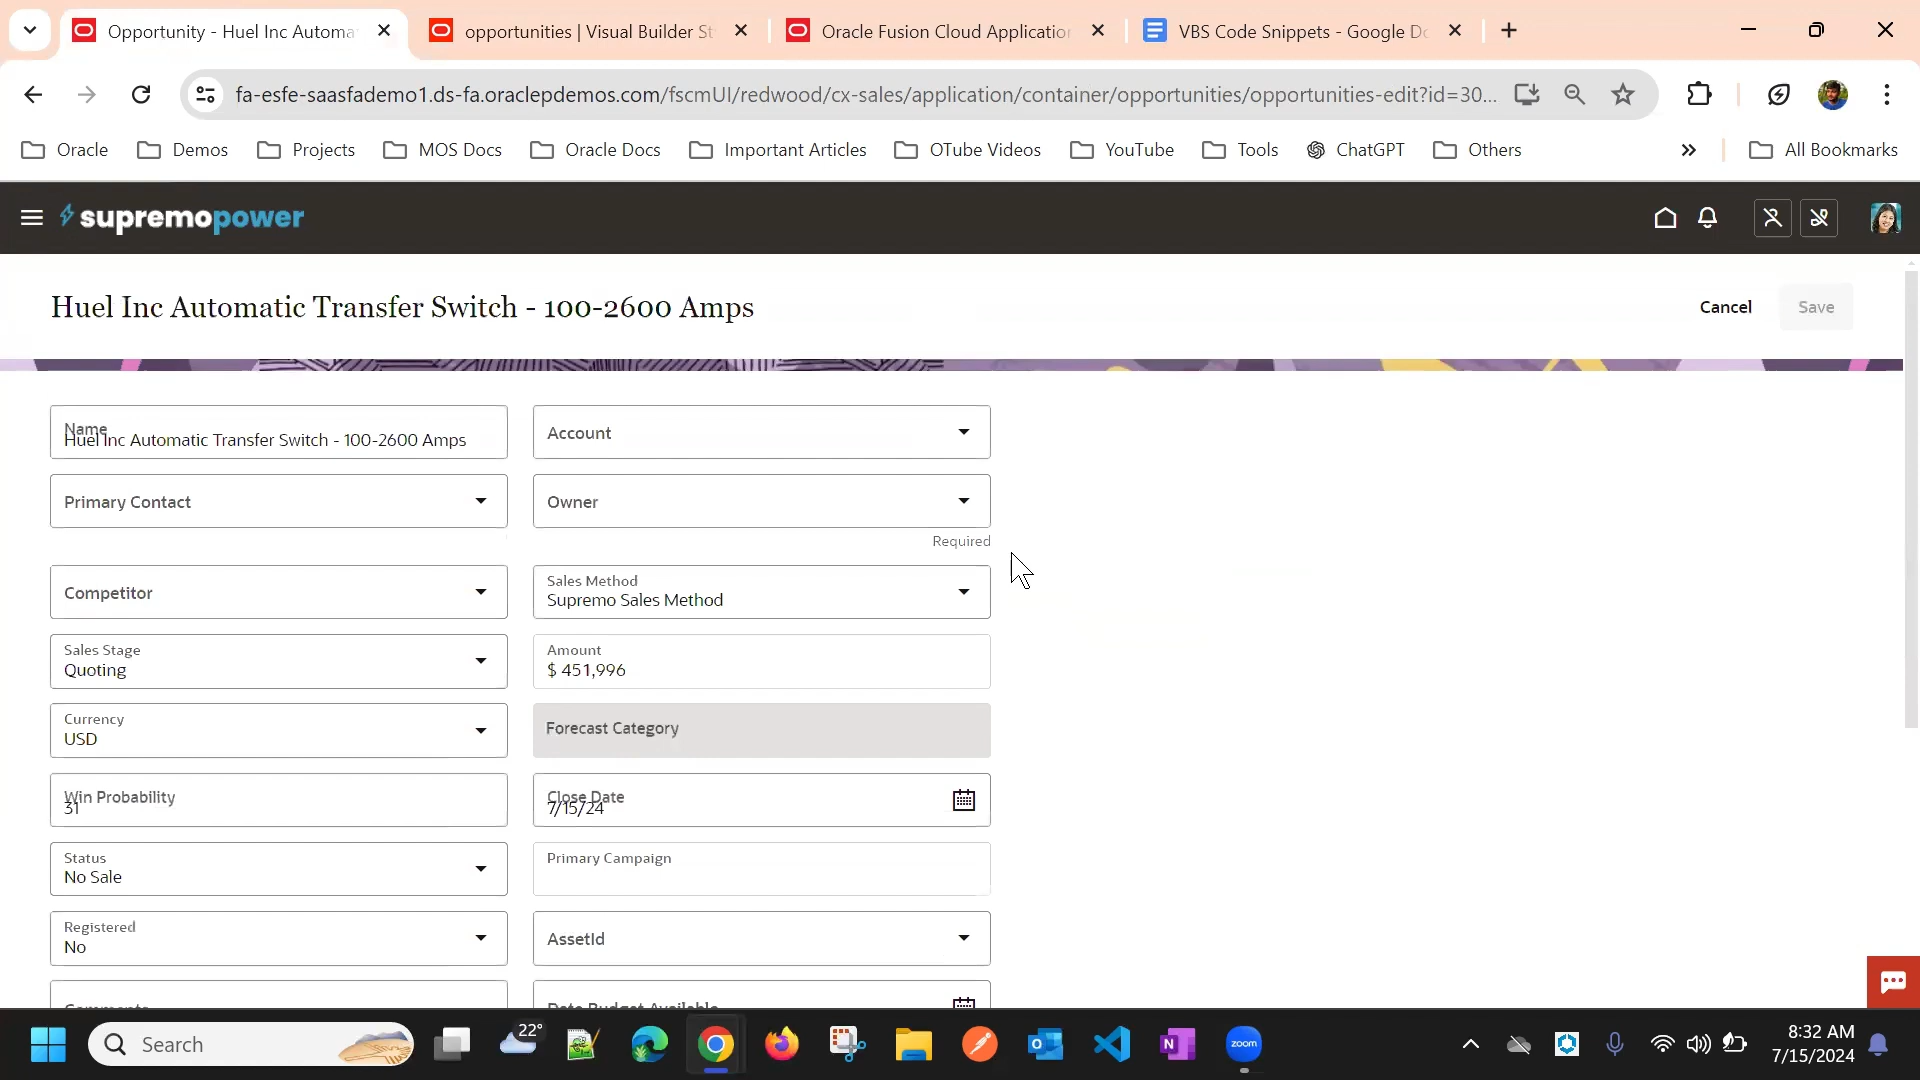 Opportunity - Huel Inc Automa
opportunities | Visual Builder St
Oracle Fusion Cloud Application
VBS Code Snippets - Google Do
fa-esfe-saasfademo1.ds-fa.oraclepdemos.com/fscmUI/redwood/cx-sales/application/container/opportunities/opportunities-edit?id=30...
Oracle
Demos
Projects
MOS Docs
Oracle Docs
Important Articles
OTube Videos
YouTube
Tools
ChatGPT
Others
All Bookmarks
supremopower
Huel Inc Automatic Transfer Switch - 100-2600 Amps
Cancel
Save
Name
Huel Inc Automatic Transfer Switch - 100-2600 Amps
Account
Primary Contact
Owner
Required
Competitor
Sales Method
Supremo Sales Method
Sales Stage
Quoting
Amount
$ 451,996
Currency
USD
Forecast Category
Win Probability
31
Close Date
7/15/24
Status
No Sale
Primary Campaign
Registered
No
AssetId
Comments
Date Budget Available
Search
22°
zoom
8:32 AM
7/15/2024